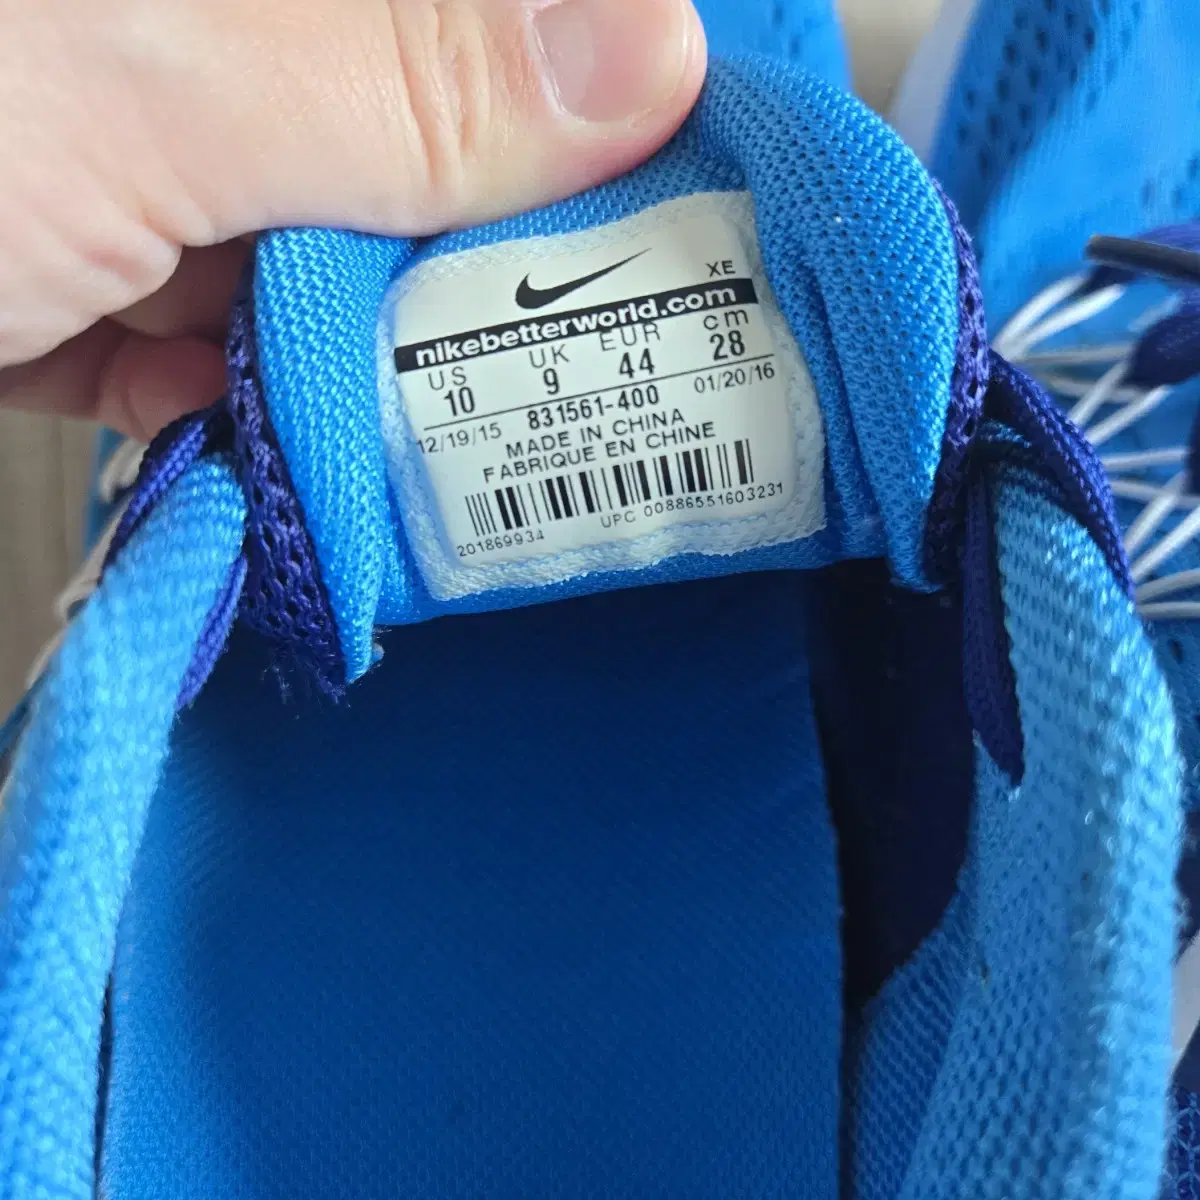 XE
nikebetterworld.com
US UK EUR cm
10 9 44 28
12/19/15 831561-400 01/20/16
MADE IN CHINA
FABRIQUE EN CHINE
201869934 UPC 00886551603231